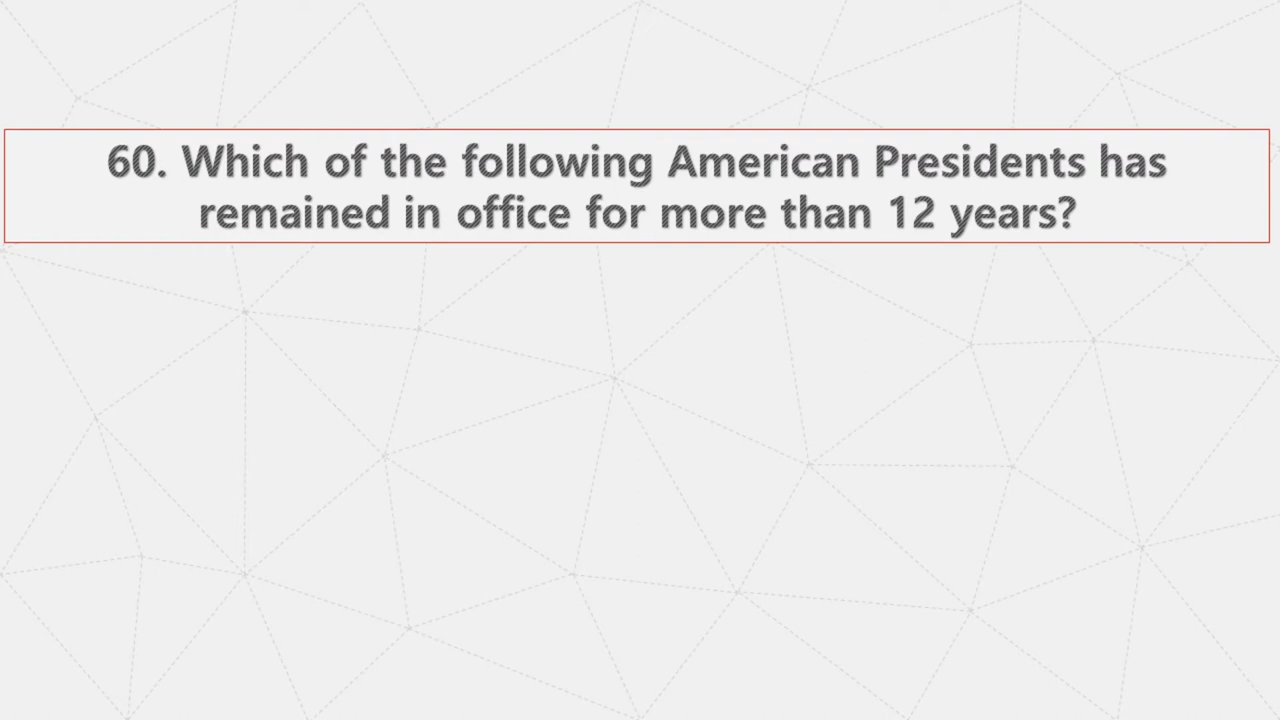 60. Which of the following American Presidents has
remained in office for more than 12 years?